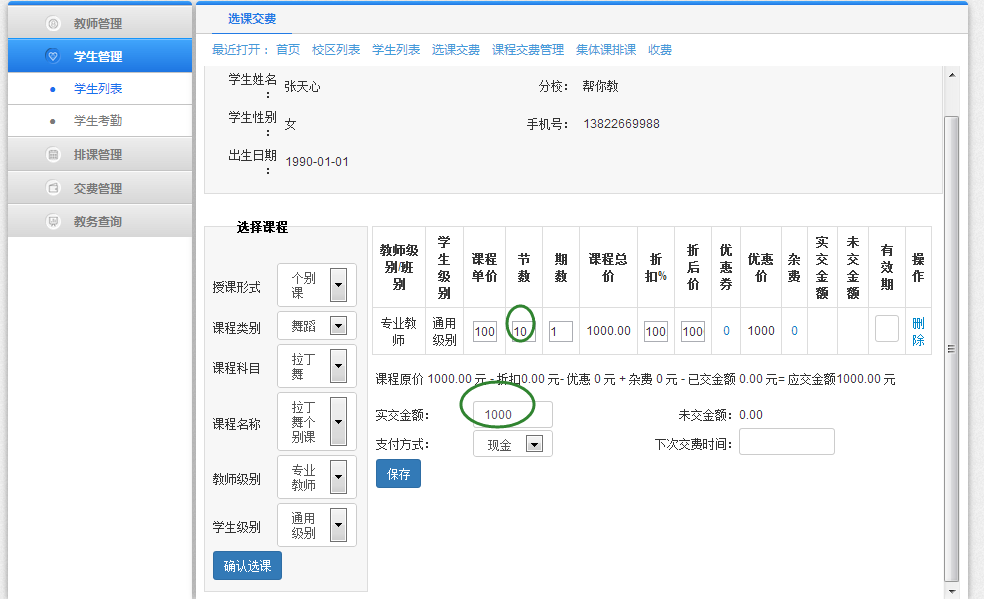 教师管理
学生管理
学生列表
学生考勤
排课管理
交费管理
教务查询
选课交费
最近打开： 首页 校区列表 学生列表 选课交费 课程交费管理 集体课排课 收费
学生姓名： 张天心 分校： 帮你教
学生性别： 女 手机号： 13822669988
出生日期： 1990-01-01
选择课程
授课形式 个别课
课程类别 舞蹈
课程科目 拉丁舞
课程名称 拉丁舞个别课
教师级别 专业教师
学生级别 通用级别
确认选课
教师级别/班别 学生级别 课程单价 节数 期数 课程总价 折扣% 折后价 优惠券 优惠价 杂费 实交金额 未交金额 有效期 操作
专业教师 通用级别 100 10 1 1000.00 100 100 0 1000 0 删除
课程原价 1000.00 元 - 折扣0.00 元- 优惠 0 元 + 杂费 0 元 - 已交金额 0.00 元= 应交金额1000.00 元
实交金额： 1000 未交金额：0.00
支付方式： 现金 下次交费时间：
保存